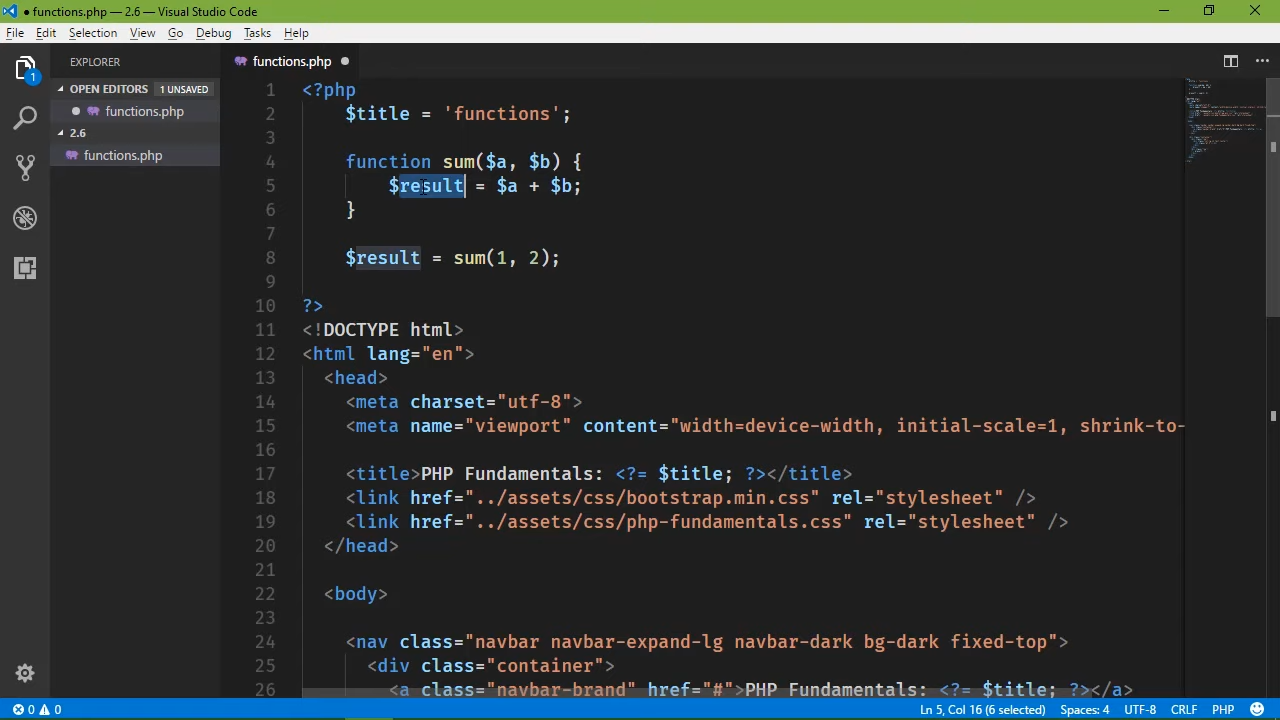 ● functions.php — 2.6 — Visual Studio Code
File Edit Selection View Go Debug Tasks Help
EXPLORER
1
OPEN EDITORS 1 UNSAVED
functions.php
2.6
functions.php
functions.php
1 <?php
2 $title = 'functions';
3
4 function sum($a, $b) {
5 $result = $a + $b;
6 }
7
8 $result = sum(1, 2);
9
10 ?>
11 <!DOCTYPE html>
12 <html lang="en">
13 <head>
14 <meta charset="utf-8">
15 <meta name="viewport" content="width=device-width, initial-scale=1, shrink-to-
16
17 <title>PHP Fundamentals: <?= $title; ?></title>
18 <link href="../assets/css/bootstrap.min.css" rel="stylesheet" />
19 <link href="../assets/css/php-fundamentals.css" rel="stylesheet" />
20 </head>
21
22 <body>
23
24 <nav class="navbar navbar-expand-lg navbar-dark bg-dark fixed-top">
25 <div class="container">
26 <a class="navbar-brand" href="#">PHP Fundamentals: <?= $title; ?></a>
0 0 Ln 5, Col 16 (6 selected) Spaces: 4 UTF-8 CRLF PHP